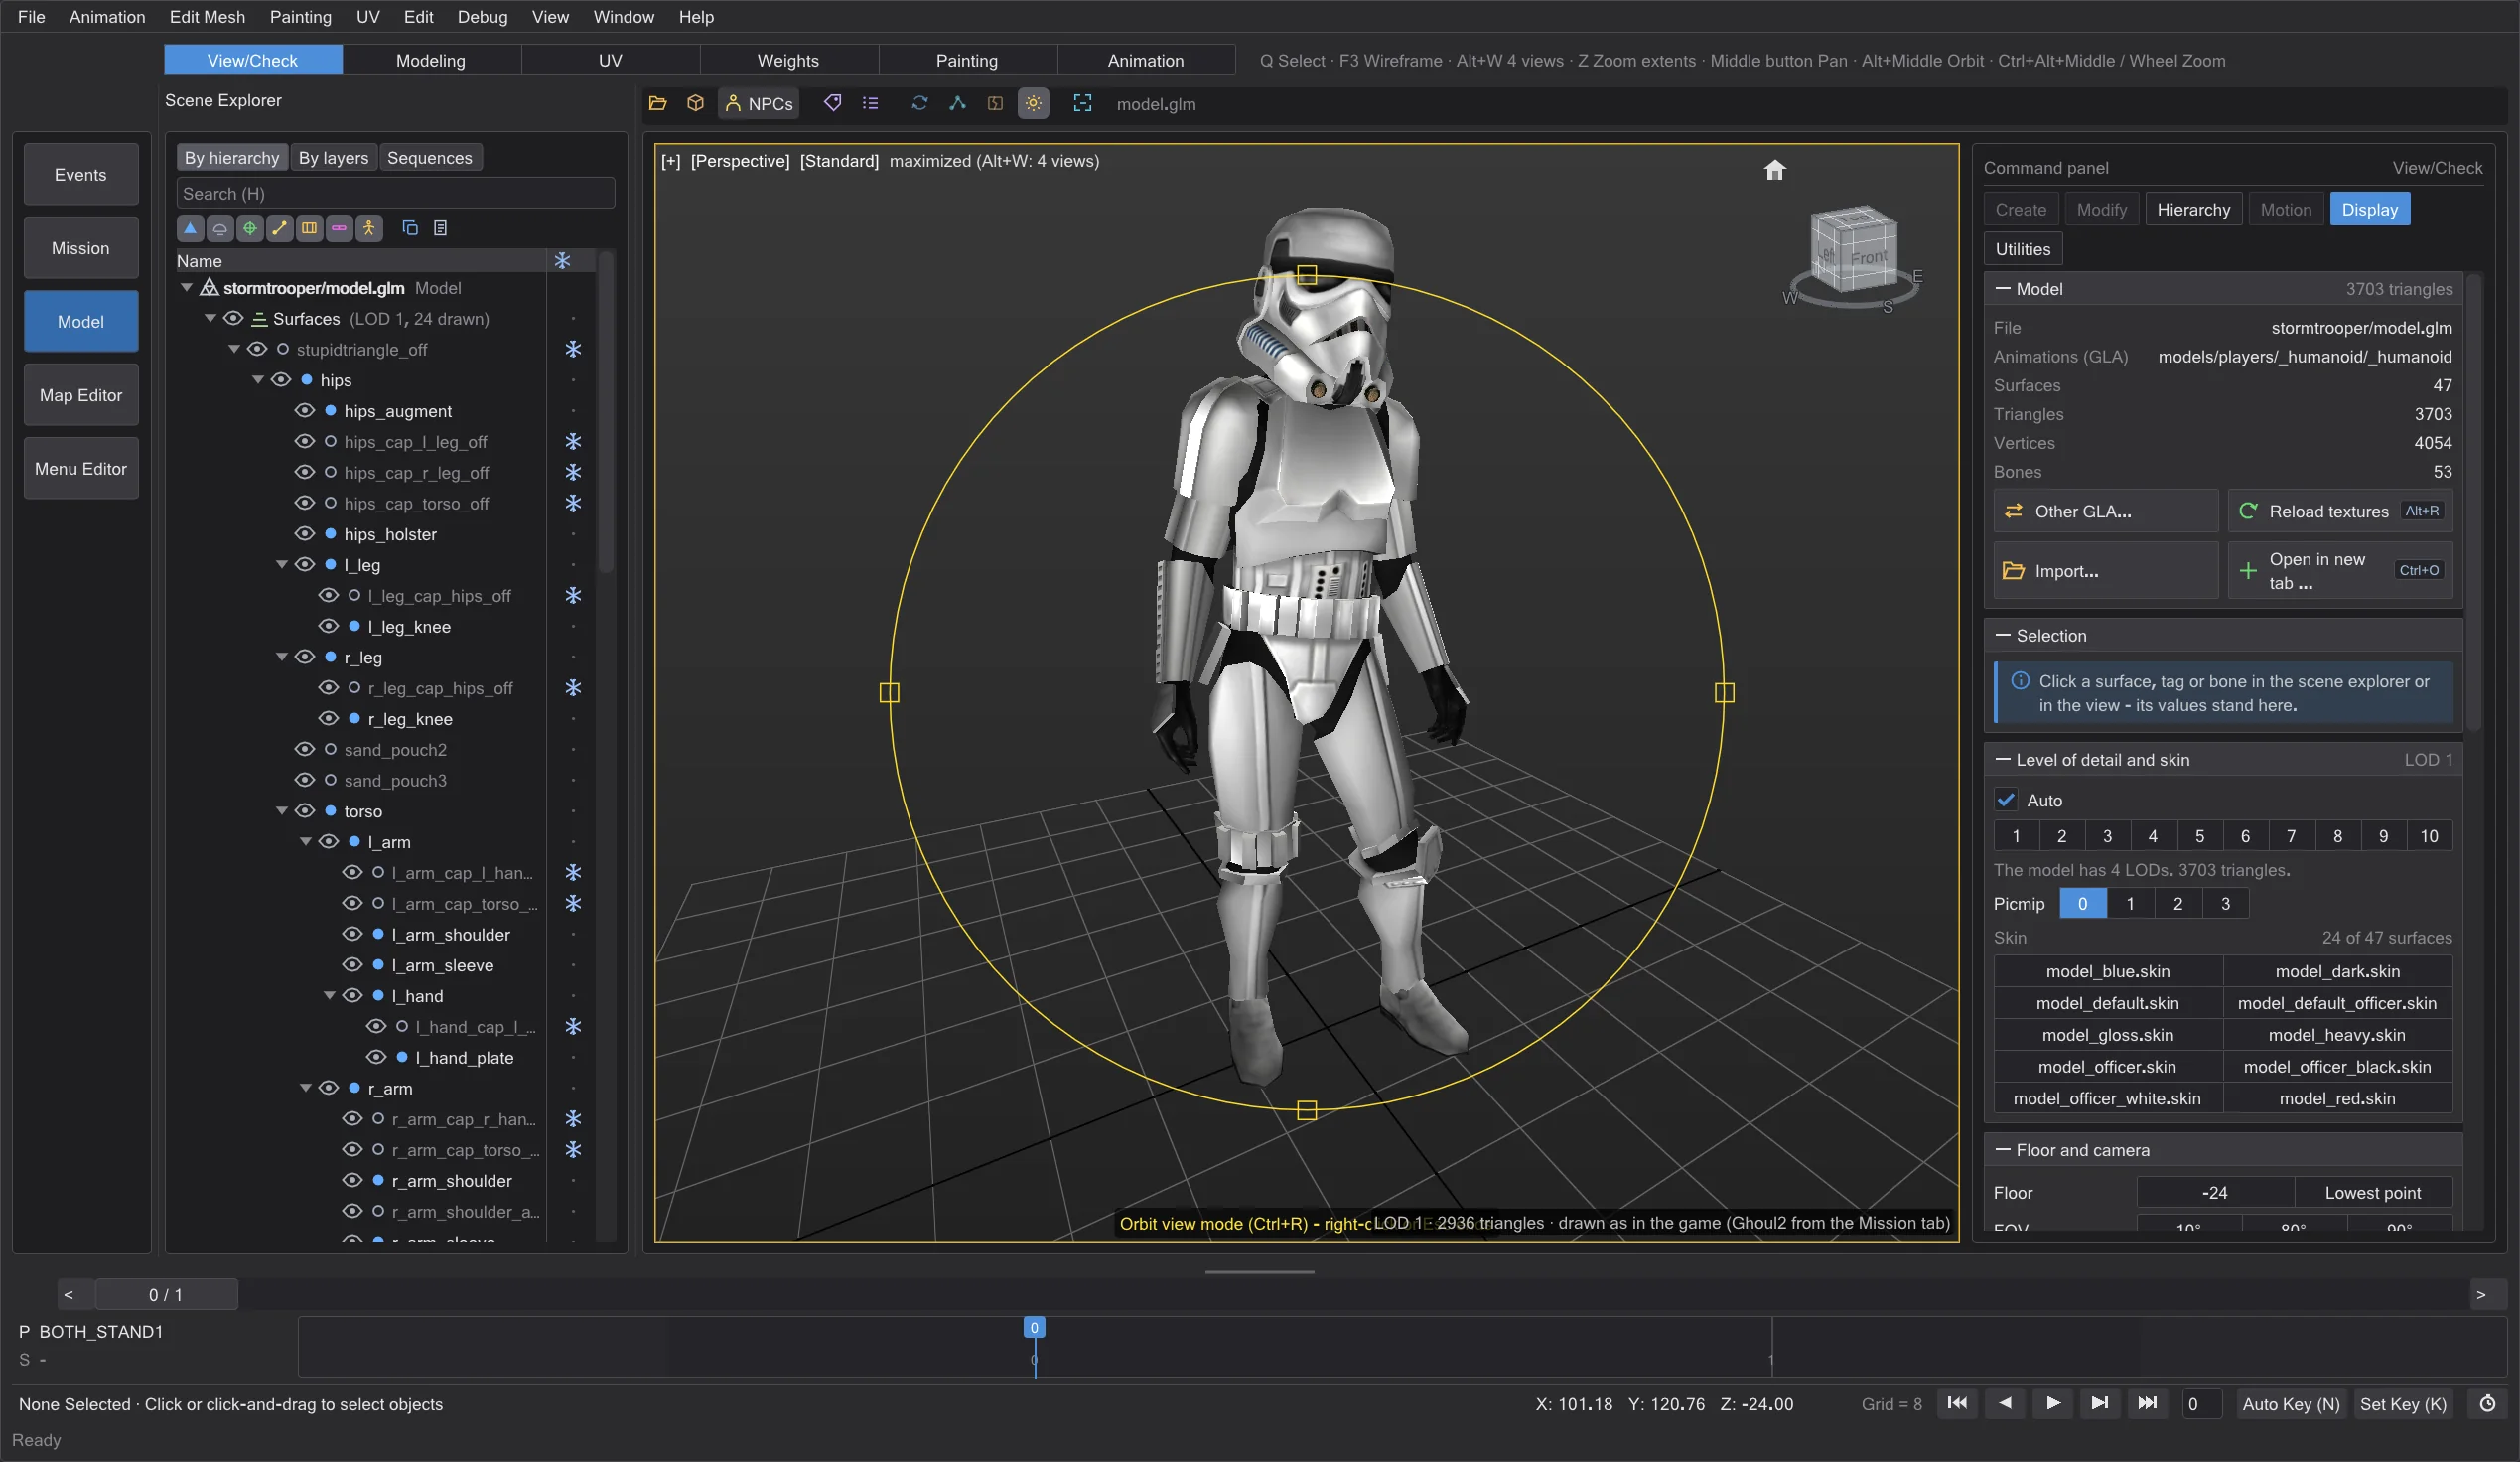 File Animation Edit Mesh Painting UV Edit Debug View Window Help
View/Check Modeling UV Weights Painting Animation Q Select · F3 Wireframe · Alt+W 4 views · Z Zoom extents · Middle button Pan · Alt+Middle Orbit · Ctrl+Alt+Middle / Wheel Zoom
Scene Explorer
NPCs model.glm
Events
Mission
Model
Map Editor
Menu Editor
By hierarchy By layers Sequences
Search (H)
Name
stormtrooper/model.glm Model
Surfaces (LOD 1, 24 drawn)
stupidtriangle_off
hips
hips_augment
hips_cap_l_leg_off
hips_cap_r_leg_off
hips_cap_torso_off
hips_holster
l_leg
l_leg_cap_hips_off
l_leg_knee
r_leg
r_leg_cap_hips_off
r_leg_knee
sand_pouch2
sand_pouch3
torso
l_arm
l_arm_cap_l_han...
l_arm_cap_torso_...
l_arm_shoulder
l_arm_sleeve
l_hand
l_hand_cap_l_...
l_hand_plate
r_arm
r_arm_cap_r_han...
r_arm_cap_torso_...
r_arm_shoulder
r_arm_shoulder_a...
r_arm_sleeve
[+] [Perspective] [Standard] maximized (Alt+W: 4 views)
Front
W
S
E
Orbit view mode (Ctrl+R) - right-c
LOD 1 · 2936 triangles · drawn as in the game (Ghoul2 from the Mission tab)
Command panel View/Check
Create Modify Hierarchy Motion Display
Utilities
Model 3703 triangles
File stormtrooper/model.glm
Animations (GLA) models/players/_humanoid/_humanoid
Surfaces 47
Triangles 3703
Vertices 4054
Bones 53
Other GLA... Reload textures Alt+R
Import... Open in new tab ... Ctrl+O
Selection
Click a surface, tag or bone in the scene explorer or
in the view - its values stand here.
Level of detail and skin LOD 1
Auto
1 2 3 4 5 6 7 8 9 10
The model has 4 LODs. 3703 triangles.
Picmip 0 1 2 3
Skin 24 of 47 surfaces
model_blue.skin model_dark.skin
model_default.skin model_default_officer.skin
model_gloss.skin model_heavy.skin
model_officer.skin model_officer_black.skin
model_officer_white.skin model_red.skin
Floor and camera
Floor -24 Lowest point
FOV 10° 80° 90°
< 0 / 1 >
P BOTH_STAND1
S -
0
0 1
None Selected · Click or click-and-drag to select objects X: 101.18 Y: 120.76 Z: -24.00 Grid = 8 0 Auto Key (N) Set Key (K)
Ready